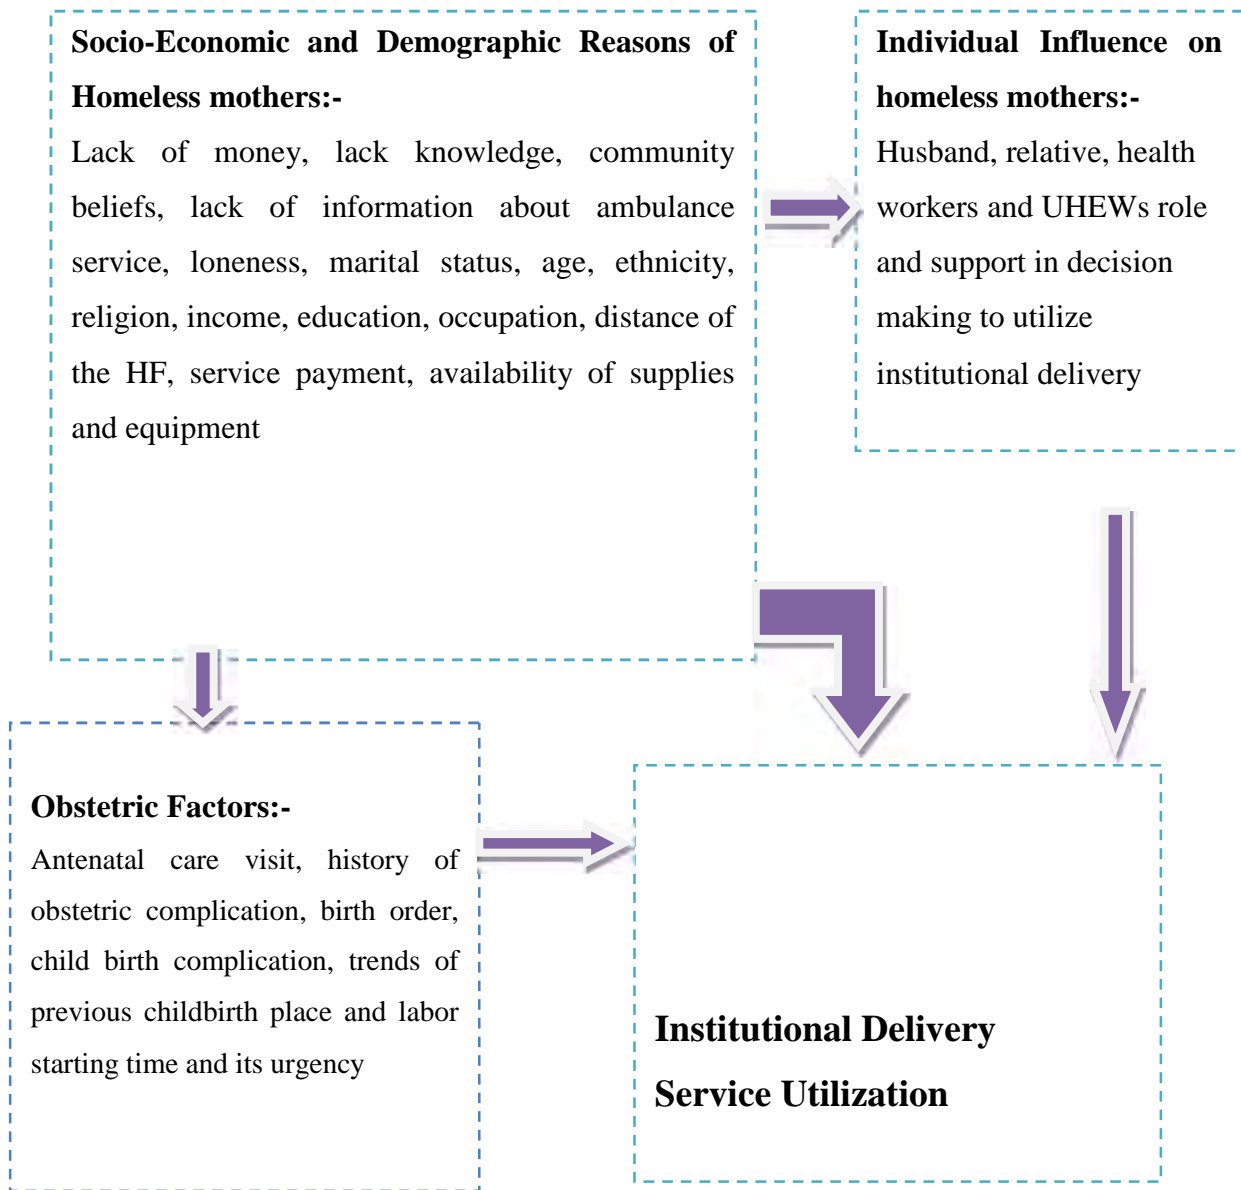 Socio-Economic and Demographic Reasons of
Homeless mothers:-
Lack of money, lack knowledge, community
beliefs, lack of information about ambulance
service, loneness, marital status, age, ethnicity,
religion, income, education, occupation, distance of
the HF, service payment, availability of supplies
and equipment
Individual Influence on
homeless mothers:-
Husband, relative, health
workers and UHEWs role
and support in decision
making to utilize
institutional delivery
Obstetric Factors:-
Antenatal care visit, history of
obstetric complication, birth order,
child birth complication, trends of
previous childbirth place and labor
starting time and its urgency
Institutional Delivery
Service Utilization